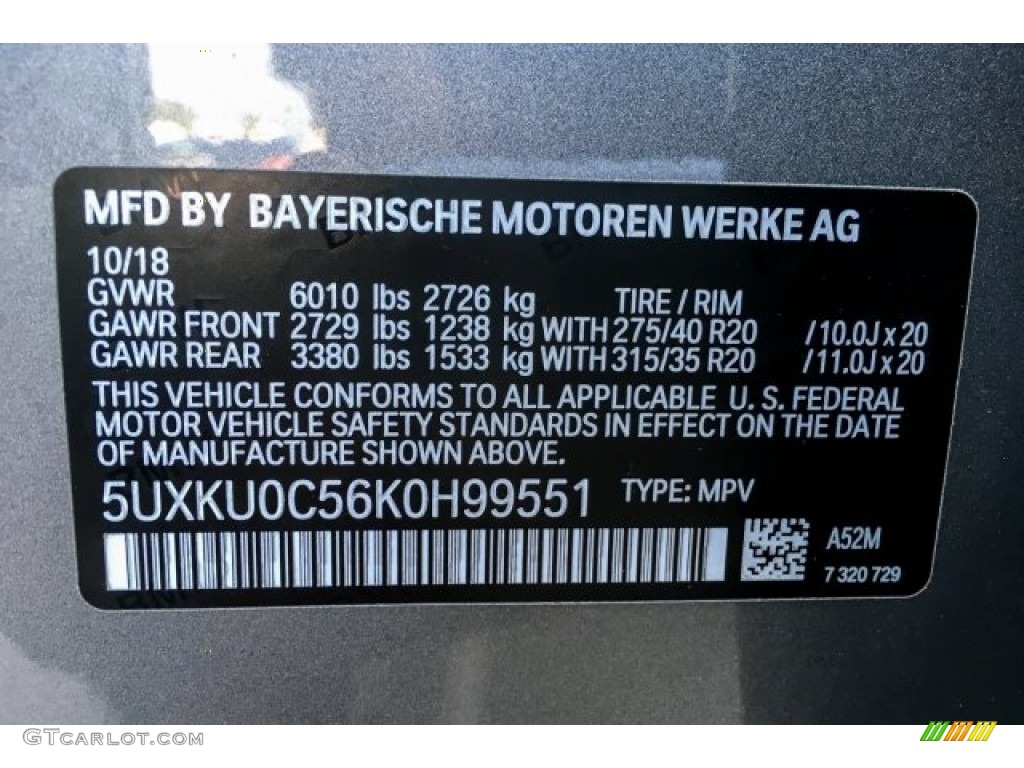 MFD BY BAYERISCHE MOTOREN WERKE AG
10/18
GVWR 6010 lbs 2726 kg TIRE / RIM
GAWR FRONT 2729 lbs 1238 kg WITH 275/40 R20 /10.0J x 20
GAWR REAR 3380 lbs 1533 kg WITH 315/35 R20 /11.0J x 20
THIS VEHICLE CONFORMS TO ALL APPLICABLE U. S. FEDERAL
MOTOR VEHICLE SAFETY STANDARDS IN EFFECT ON THE DATE
OF MANUFACTURE SHOWN ABOVE.
5UXKU0C56K0H99551 TYPE: MPV
A52M
7 320 729
GTCarlot.com